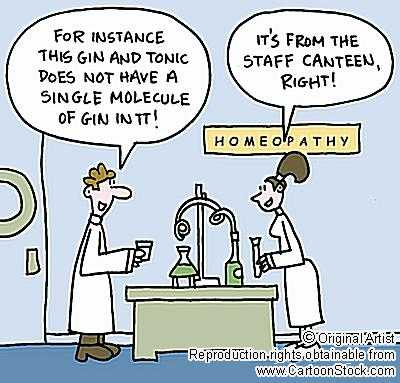 FOR INSTANCE
THIS GIN AND TONIC
DOES NOT HAVE A
SINGLE MOLECULE
OF GIN IN IT!
IT'S FROM THE
STAFF CANTEEN,
RIGHT!
HOMEOPATHY
© Original Artist
Reproduction rights obtainable from
www.CartoonStock.com